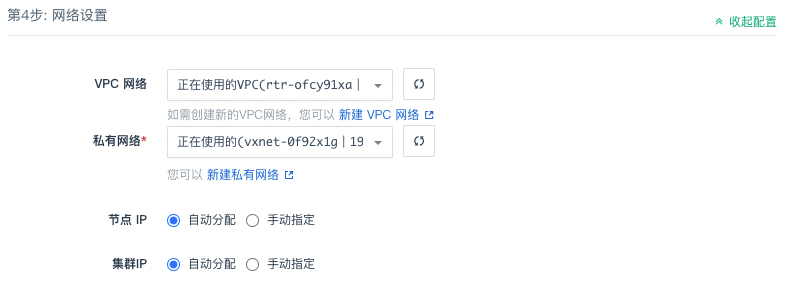 第4步: 网络设置
收起配置
VPC 网络 正在使用的VPC(rtr-ofcy91xa |
如需创建新的VPC网络，您可以 新建 VPC 网络
私有网络* 正在使用的(vxnet-0f92x1g | 19
您可以 新建私有网络
节点 IP 自动分配 手动指定
集群IP 自动分配 手动指定